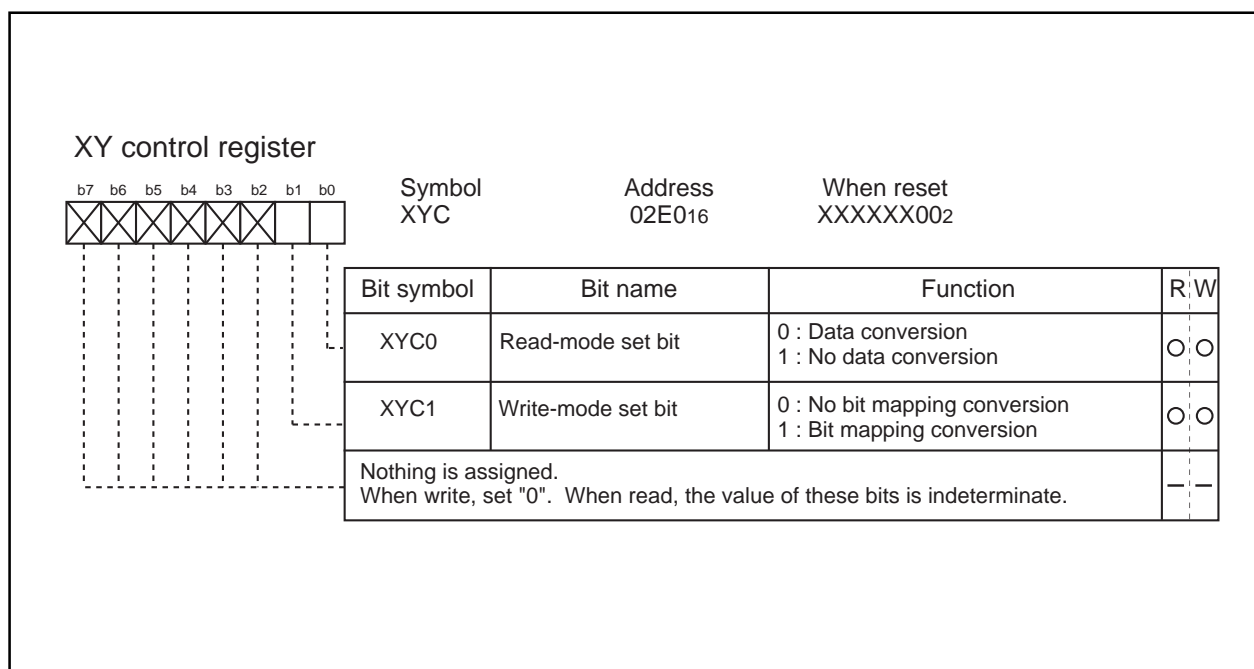 XY control register
b7 b6 b5 b4 b3 b2 b1 b0
Symbol Address When reset
XYC 02E016 XXXXXX002
Bit symbol Bit name Function R W
XYC0 Read-mode set bit 0 : Data conversion
1 : No data conversion
XYC1 Write-mode set bit 0 : No bit mapping conversion
1 : Bit mapping conversion
Nothing is assigned.
When write, set "0". When read, the value of these bits is indeterminate.